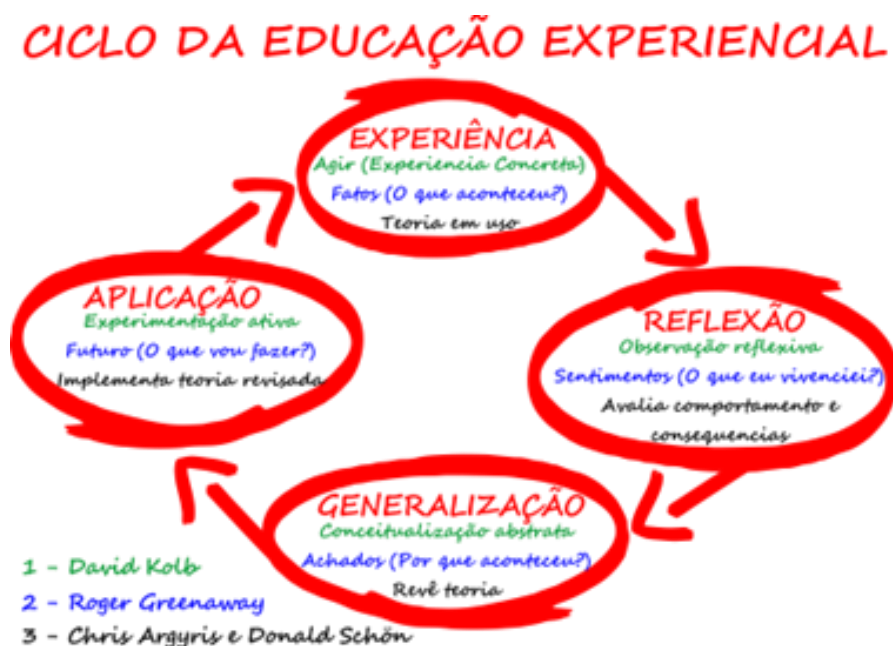 CICLO DA EDUCAÇÃO EXPERIENCIAL
EXPERIÊNCIA
Agir (Experiencia Concreta)
Fatos (O que aconteceu?)
Teoria em uso
REFLEXÃO
Observação reflexiva
Sentimentos (O que eu vivenciei?)
Avalia comportamento e
consequencias
GENERALIZAÇÃO
Conceitualização abstrata
Achados (Por que aconteceu?)
Revê teoria
APLICAÇÃO
Experimentação ativa
Futuro (O que vou fazer?)
Implementa teoria revisada
1 - David Kolb
2 - Roger Greenaway
3 - Chris Argyris e Donald Schön